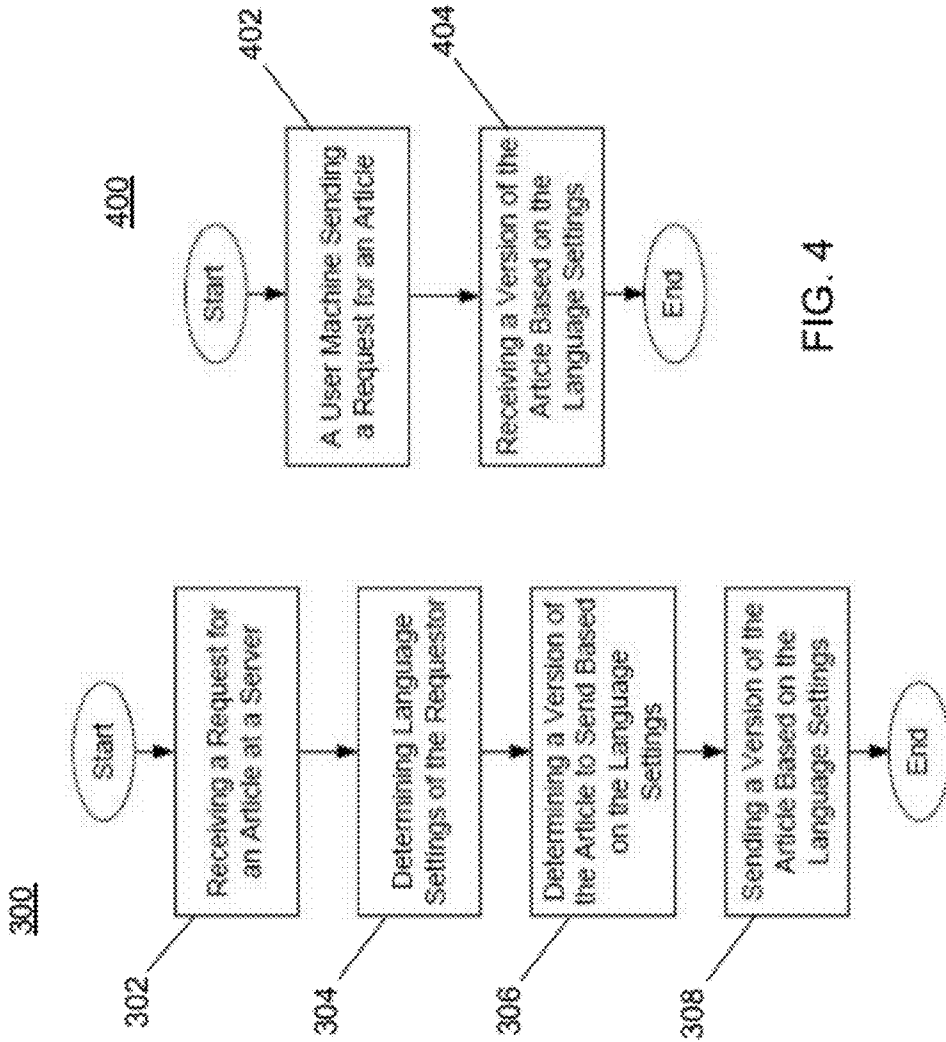 300
Start
302
Receiving a Request for
an Article at a Server
304
Determining Language
Settings of the Requestor
306
Determining a Version of
the Article to Send Based
on the Language
Settings
308
Sending a Version of the
Article Based on the
Language Settings
End
400
Start
402
A User Machine Sending
a Request for an Article
404
Receiving a Version of the
Article Based on the
Language Settings
End
FIG. 4